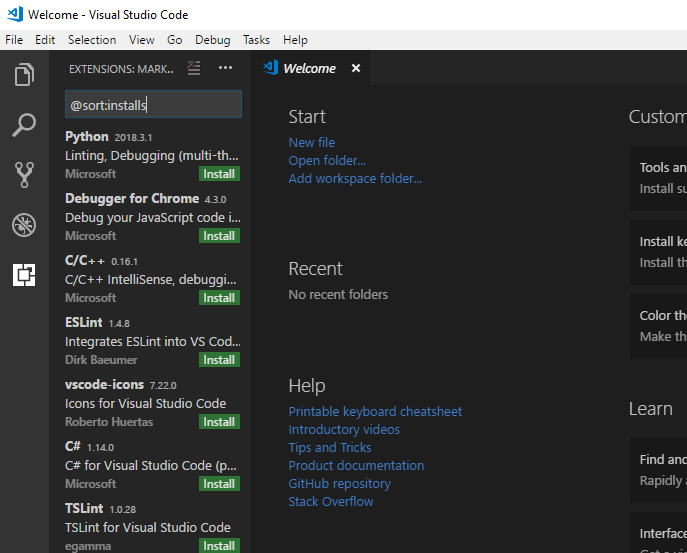 Welcome - Visual Studio Code
File Edit Selection View Go Debug Tasks Help
EXTENSIONS: MARK...
@sort:installs
Python 2018.3.1
Linting, Debugging (multi-th...
Microsoft Install
Debugger for Chrome 4.3.0
Debug your JavaScript code i...
Microsoft Install
C/C++ 0.16.1
C/C++ IntelliSense, debuggi...
Microsoft Install
ESLint 1.4.8
Integrates ESLint into VS Cod...
Dirk Baeumer Install
vscode-icons 7.22.0
Icons for Visual Studio Code
Roberto Huertas Install
C# 1.14.0
C# for Visual Studio Code (p...
Microsoft Install
TSLint 1.0.28
TSLint for Visual Studio Code
egamma Install
Welcome
Start
New file
Open folder...
Add workspace folder...
Recent
No recent folders
Help
Printable keyboard cheatsheet
Introductory videos
Tips and Tricks
Product documentation
GitHub repository
Stack Overflow
Custom
Tools an
Install su
Install ke
Install th
Color the
Make th
Learn
Find and
Rapidly a
Interface